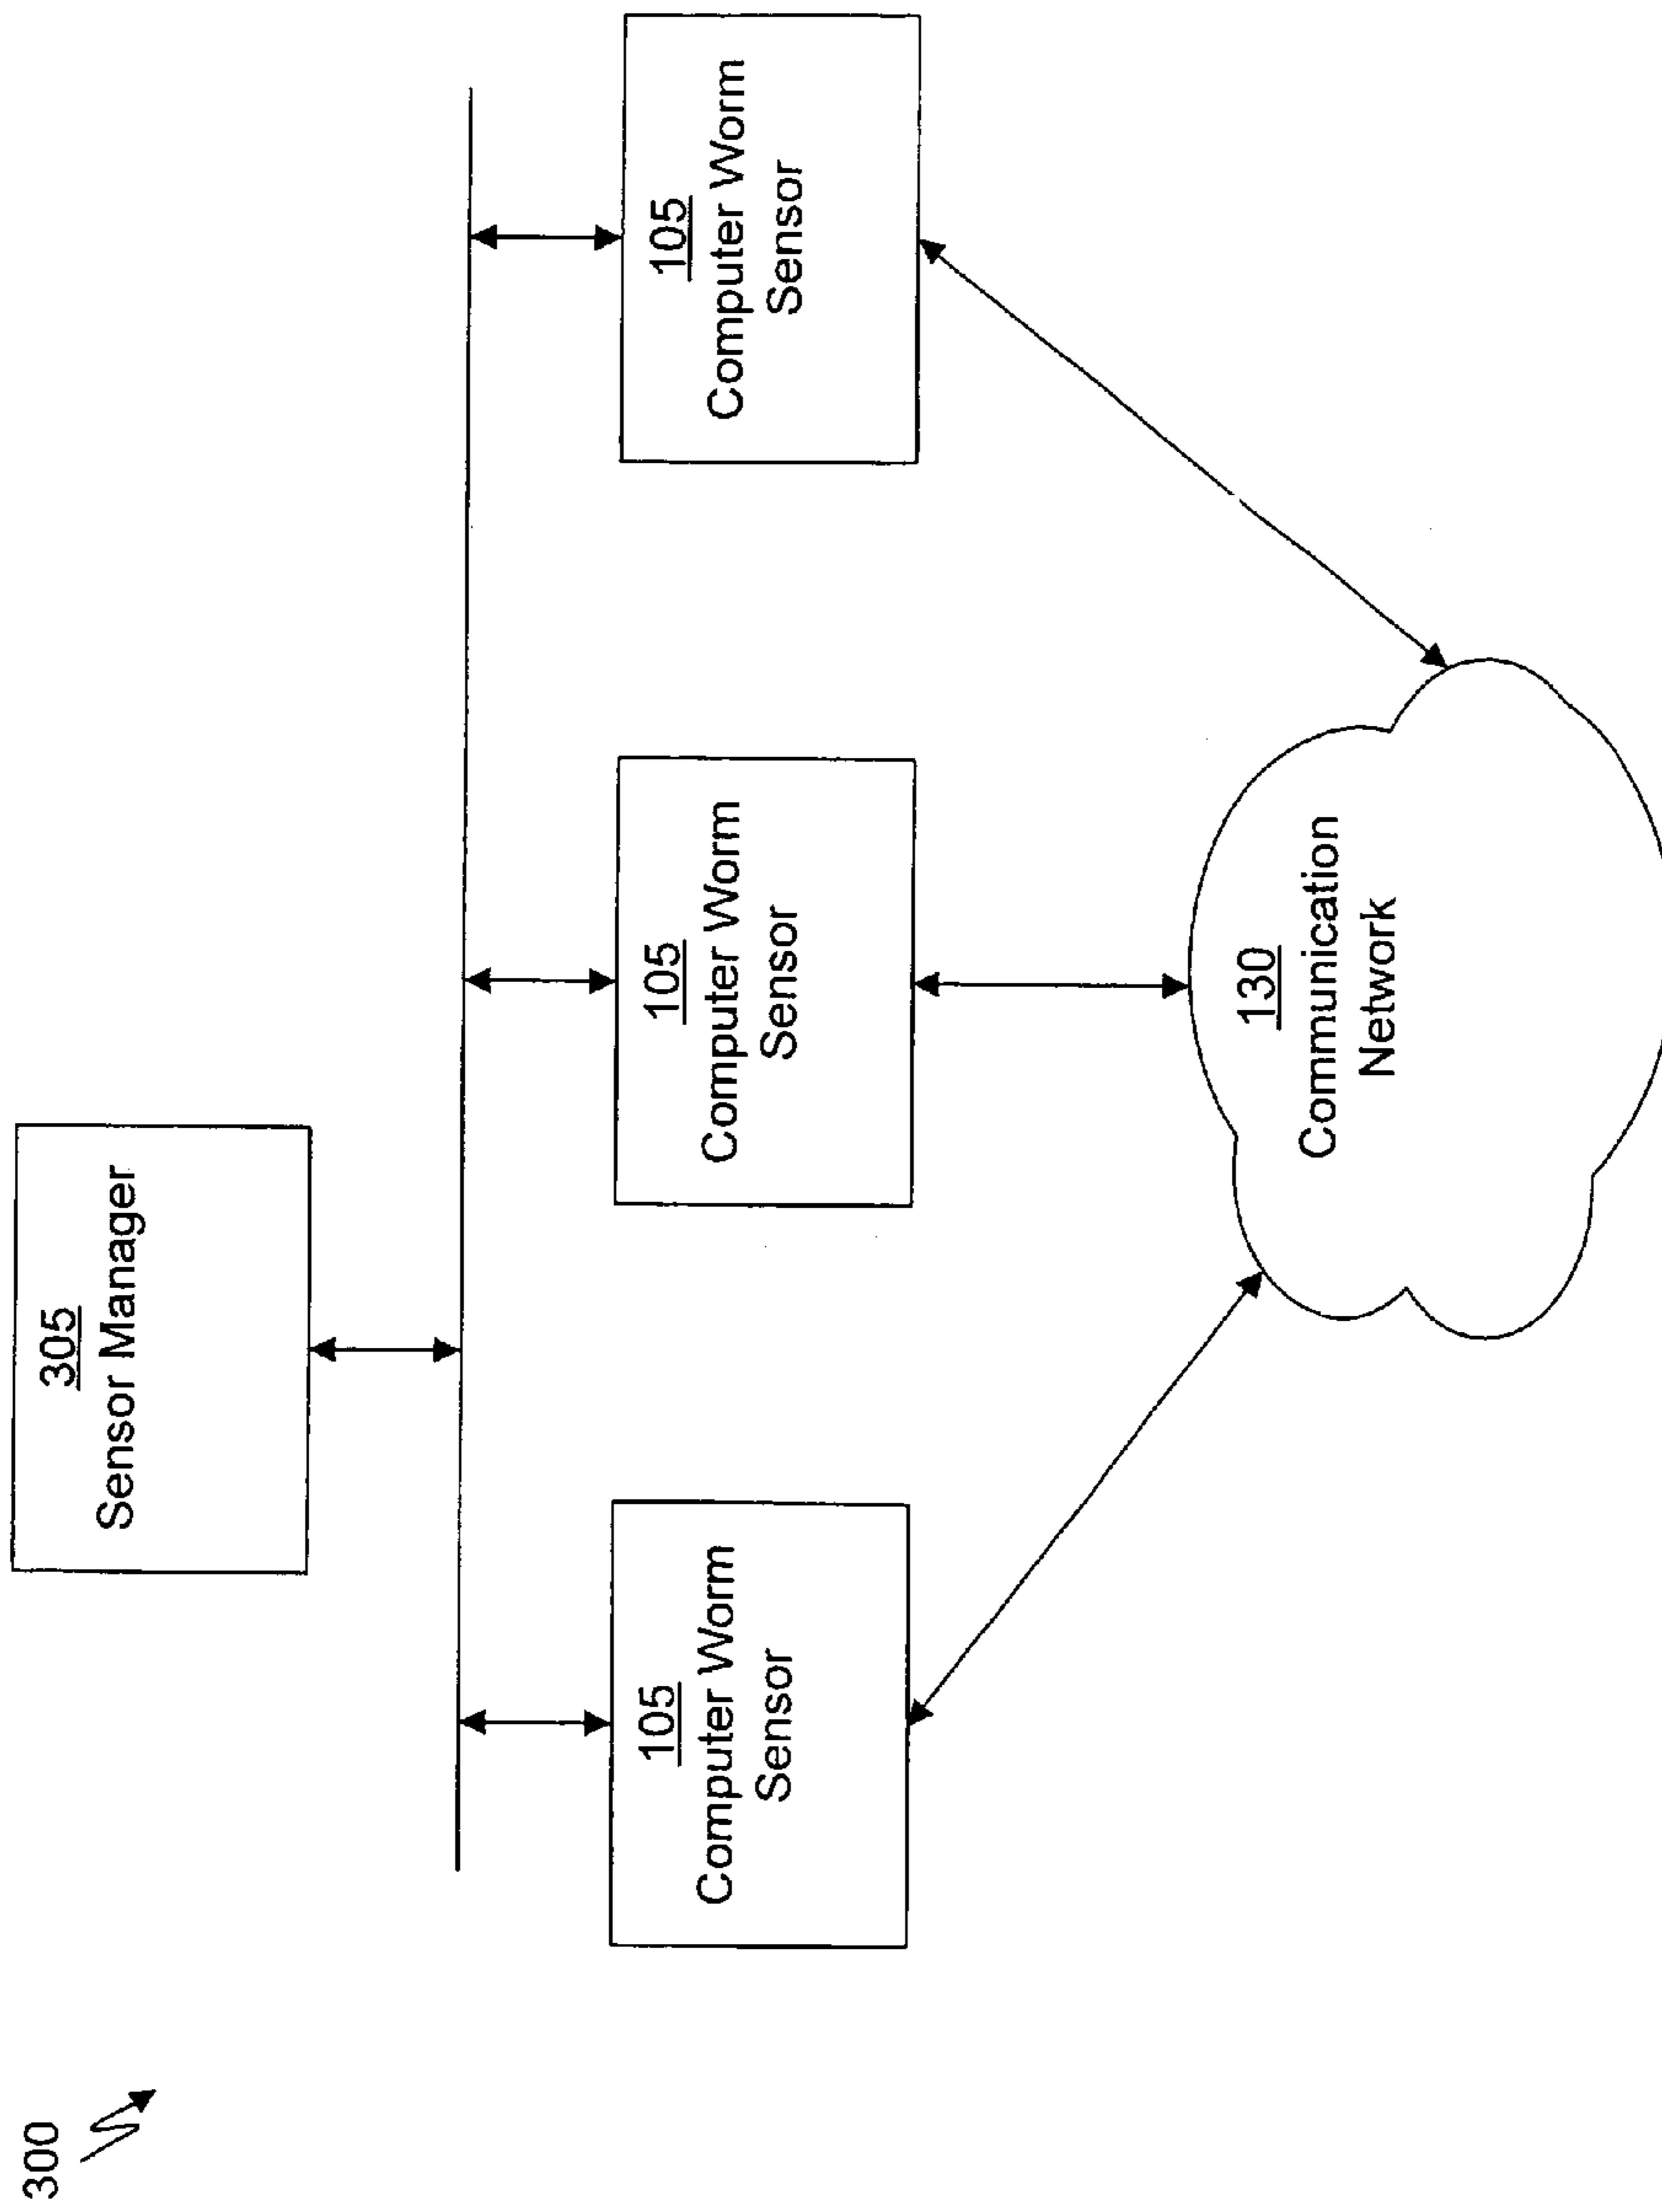 300
305
Sensor Manager
105
Computer Worm
Sensor
105
Computer Worm
Sensor
105
Computer Worm
Sensor
130
Communication
Network